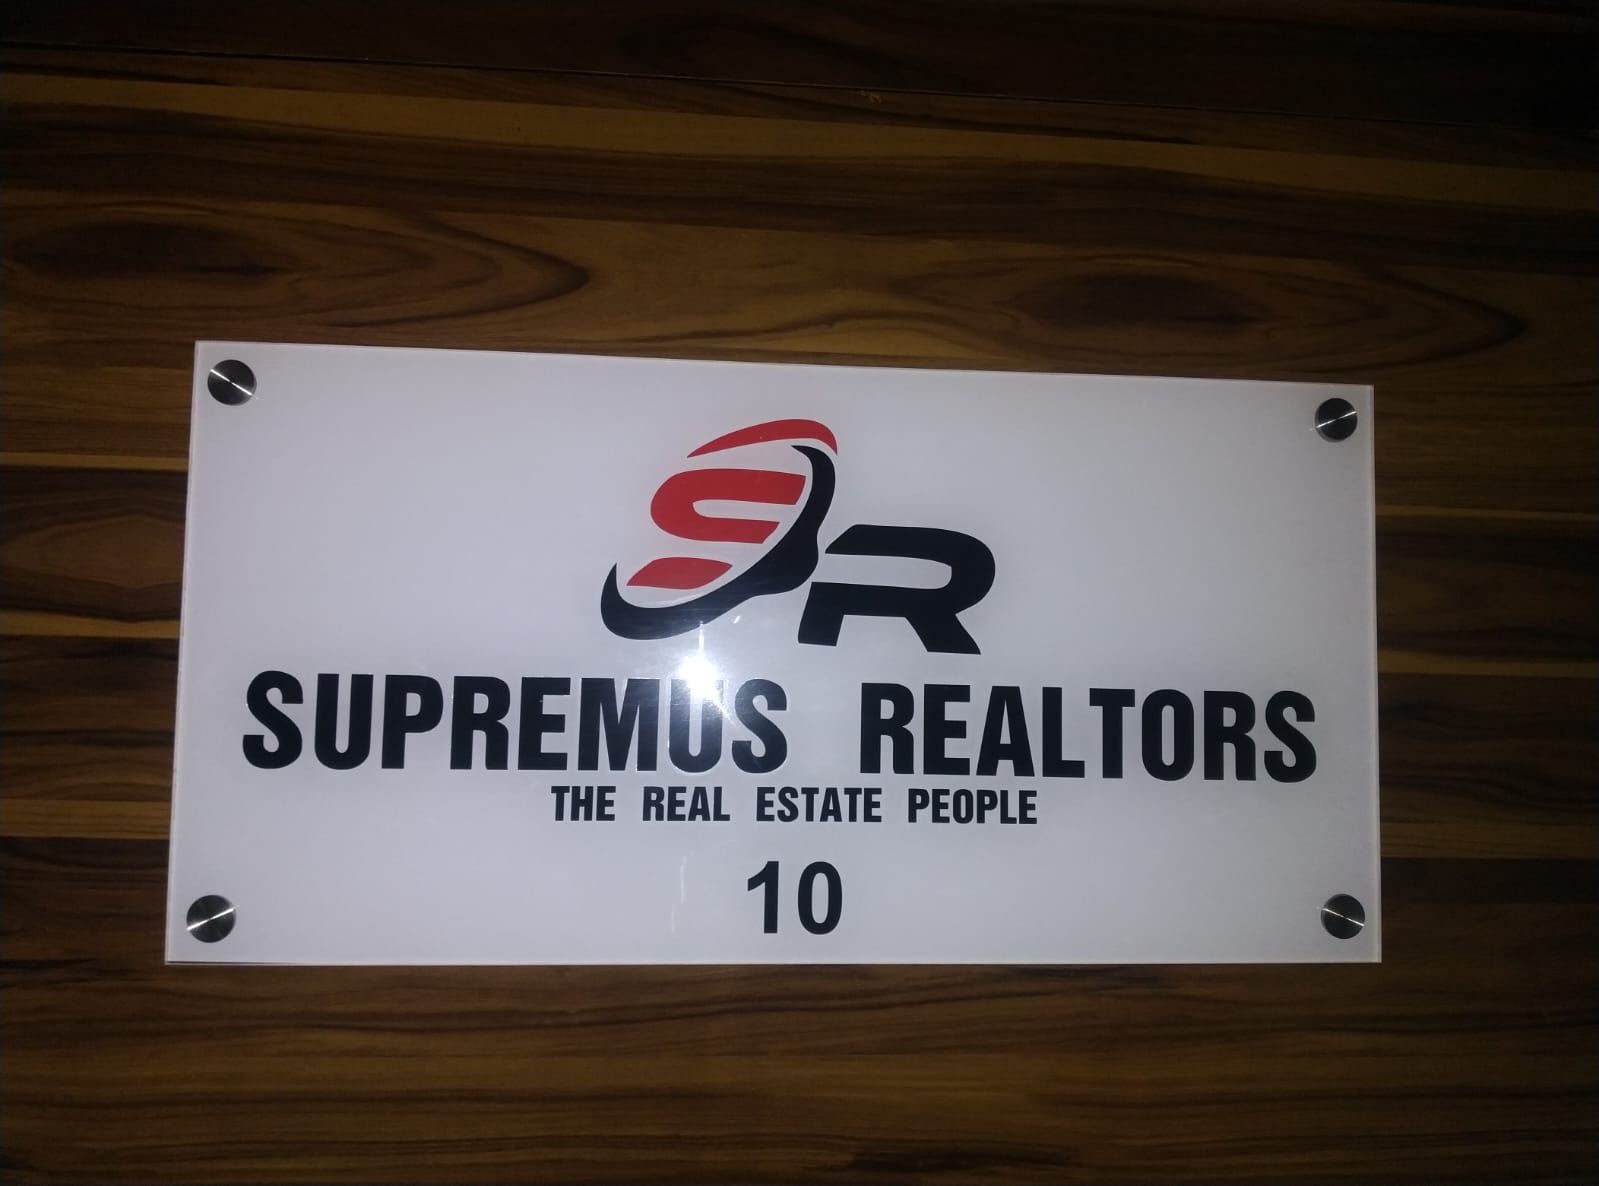 SR
SUPREMUS REALTORS
THE REAL ESTATE PEOPLE
10